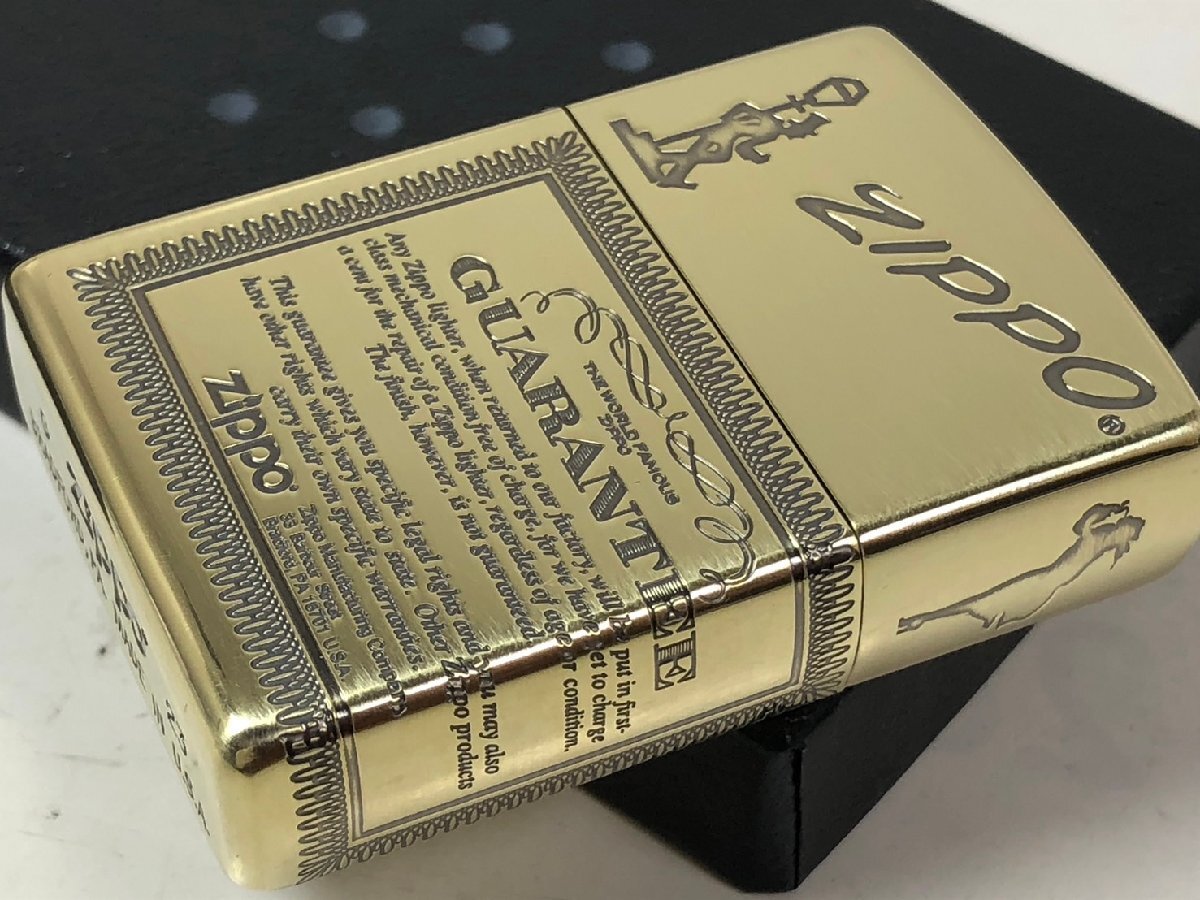 ZIPPO®
THE WORLD FAMOUS
ZIPPO
GUARANTEE
Any Zippo lighter, when returned to our factory, will be put in first-
class mechanical condition free of charge, for we have yet to charge
a cent for the repair of a Zippo lighter, regardless of age or condition.
The finish, however, is not guaranteed
This guarantee gives you specific legal rights and you may also
have other rights which vary state to state. Other Zippo products
carry their own specific warranties.
Zippo
Zippo Manufacturing Company
33 Barbour Street
Bradford, PA 16701 U.S.A.